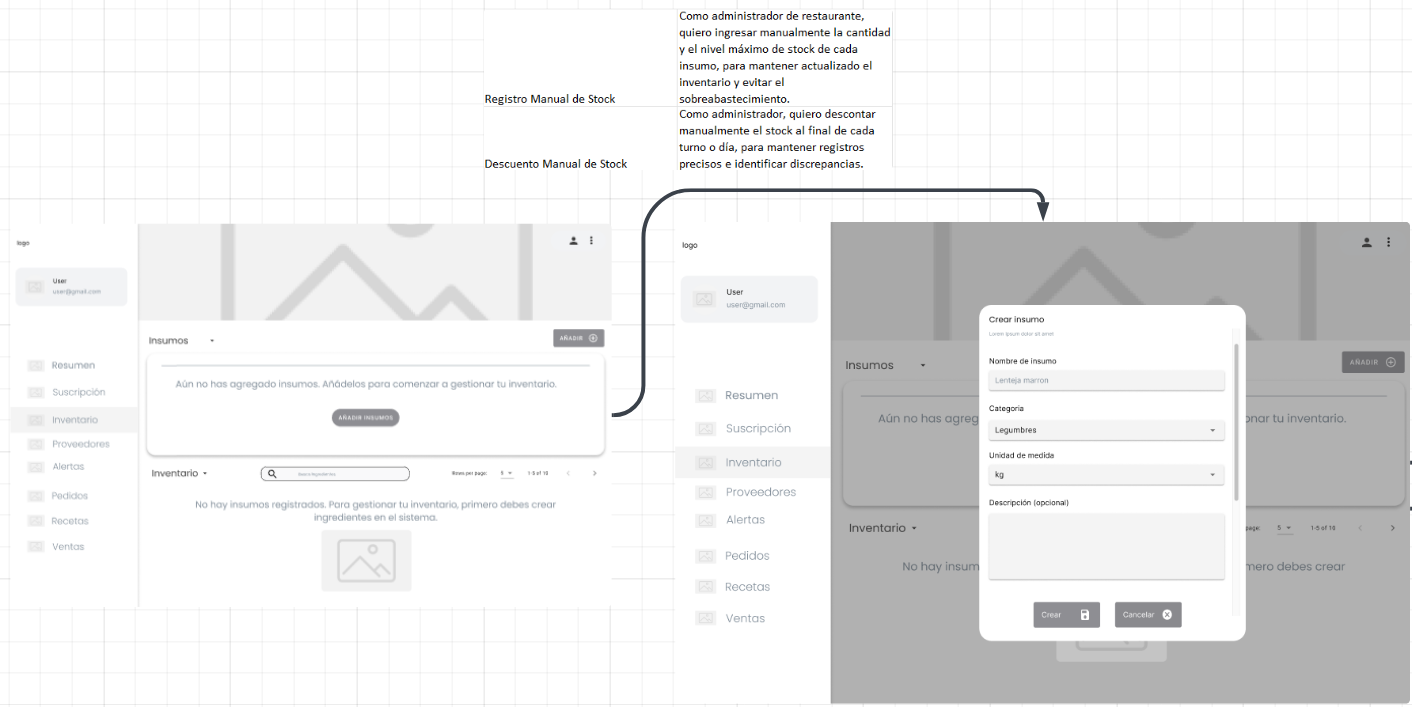 Como administrador de restaurante,
quiero ingresar manualmente la cantidad
y el nivel máximo de stock de cada
insumo, para mantener actualizado el
inventario y evitar el
Registro Manual de Stock
sobreabastecimiento.
Como administrador, quiero descontar
manualmente el stock al final de cada
turno o día, para mantener registros
Descuento Manual de Stock
precisos e identificar discrepancias.
logo
User
user@gmail.com
Insumos
AÑADIR
Aún no has agregado insumos. Añádelos para comenzar a gestionar tu inventario.
AÑADIR INSUMOS
Resumen
Suscripción
Inventario
Proveedores
Alertas
Pedidos
Recetas
Ventas
Inventario
Rows per page:
5
1-5 of 10
No hay insumos registrados. Para gestionar tu inventario, primero debes crear
ingredientes en el sistema.
logo
User
user@gmail.com
Resumen
Suscripción
Inventario
Proveedores
Alertas
Pedidos
Recetas
Ventas
Insumos
AÑADIR
Aún no has agreg
nar tu inventario.
Inventario
page:
5
1-5 of 10
No hay insum
mero debes crear
Crear insumo
Lorem ipsum dolor sit amet
Nombre de insumo
Lenteja marron
Categoria
Legumbres
Unidad de medida
kg
Descripción (opcional)
Crear
Cancelar